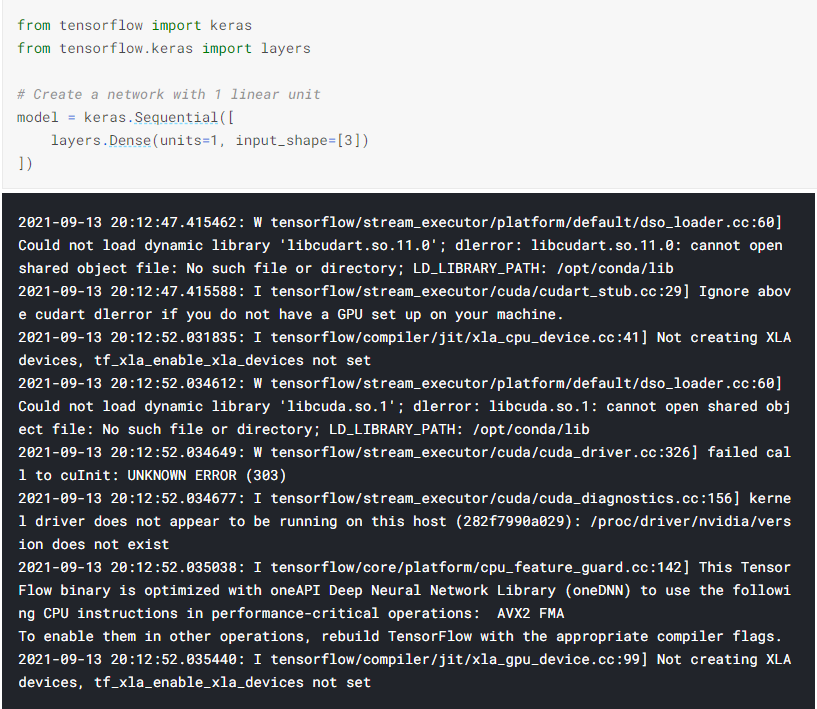 from tensorflow import keras
from tensorflow.keras import layers
# Create a network with 1 linear unit
model = keras.Sequential([
    layers.Dense(units=1, input_shape=[3])
])
2021-09-13 20:12:47.415462: W tensorflow/stream_executor/platform/default/dso_loader.cc:60]
Could not load dynamic library 'libcudart.so.11.0'; dlerror: libcudart.so.11.0: cannot open
shared object file: No such file or directory; LD_LIBRARY_PATH: /opt/conda/lib
2021-09-13 20:12:47.415588: I tensorflow/stream_executor/cuda/cudart_stub.cc:29] Ignore abov
e cudart dlerror if you do not have a GPU set up on your machine.
2021-09-13 20:12:52.031835: I tensorflow/compiler/jit/xla_cpu_device.cc:41] Not creating XLA
devices, tf_xla_enable_xla_devices not set
2021-09-13 20:12:52.034612: W tensorflow/stream_executor/platform/default/dso_loader.cc:60]
Could not load dynamic library 'libcuda.so.1'; dlerror: libcuda.so.1: cannot open shared obj
ect file: No such file or directory; LD_LIBRARY_PATH: /opt/conda/lib
2021-09-13 20:12:52.034649: W tensorflow/stream_executor/cuda/cuda_driver.cc:326] failed cal
l to cuInit: UNKNOWN ERROR (303)
2021-09-13 20:12:52.034677: I tensorflow/stream_executor/cuda/cuda_diagnostics.cc:156] kerne
l driver does not appear to be running on this host (282f7990a029): /proc/driver/nvidia/vers
ion does not exist
2021-09-13 20:12:52.035038: I tensorflow/core/platform/cpu_feature_guard.cc:142] This Tensor
Flow binary is optimized with oneAPI Deep Neural Network Library (oneDNN) to use the followi
ng CPU instructions in performance-critical operations:  AVX2 FMA
To enable them in other operations, rebuild TensorFlow with the appropriate compiler flags.
2021-09-13 20:12:52.035440: I tensorflow/compiler/jit/xla_gpu_device.cc:99] Not creating XLA
devices, tf_xla_enable_xla_devices not set